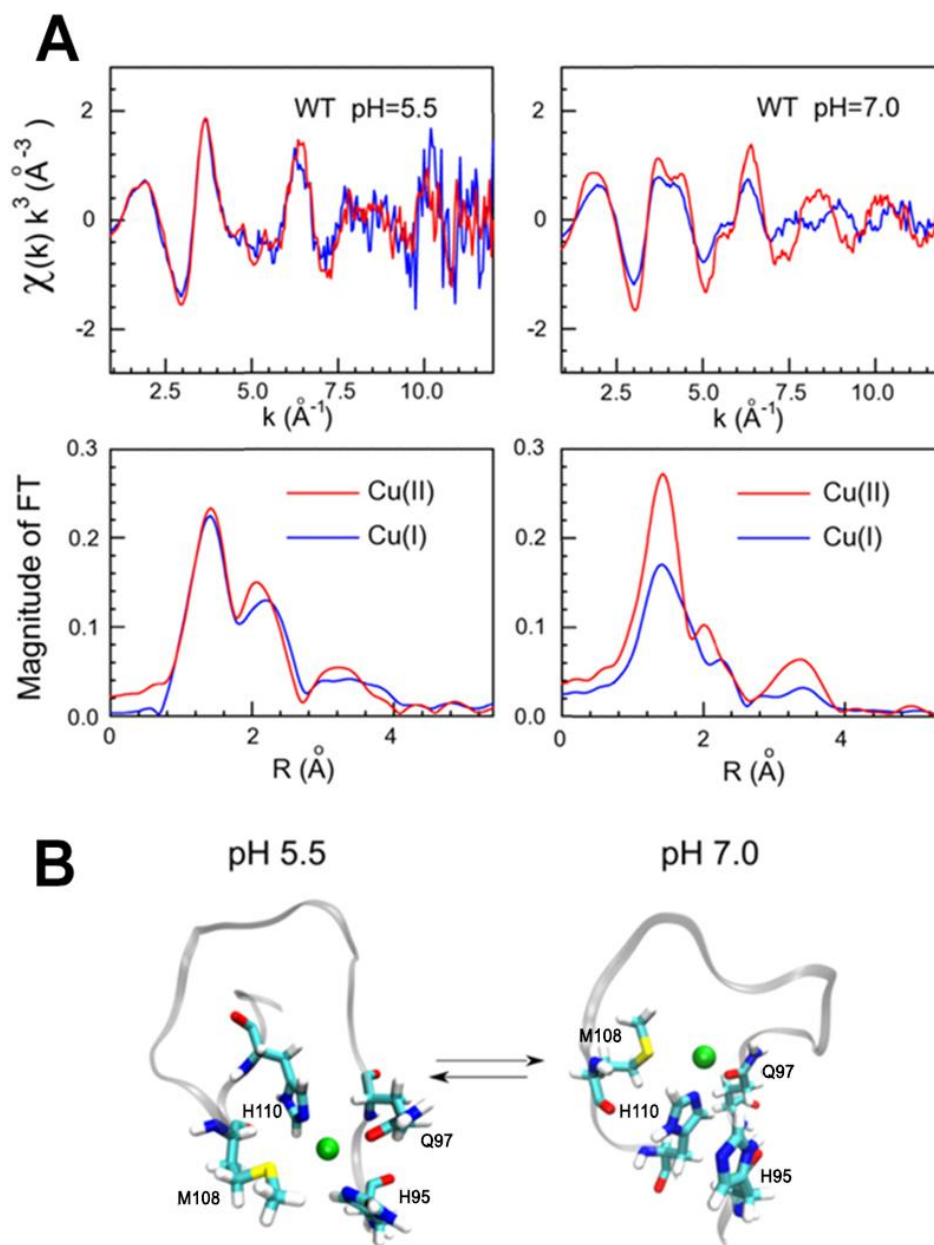 A
WT pH=5.5
WT pH=7.0
χ(k) k³ (Å⁻³)
2
0
-2
2
0
-2
2.5 5.0 7.5 10.0
2.5 5.0 7.5 10.0
k (Å⁻¹)
k (Å⁻¹)
Magnitude of FT
0.3
0.2
0.1
0.0
Cu(II)
Cu(I)
0 2 4
R (Å)
0.3
0.2
0.1
0.0
Cu(II)
Cu(I)
0 2 4
R (Å)
B
pH 5.5
pH 7.0
H110
M108
Q97
H95
M108
H110
Q97
H95